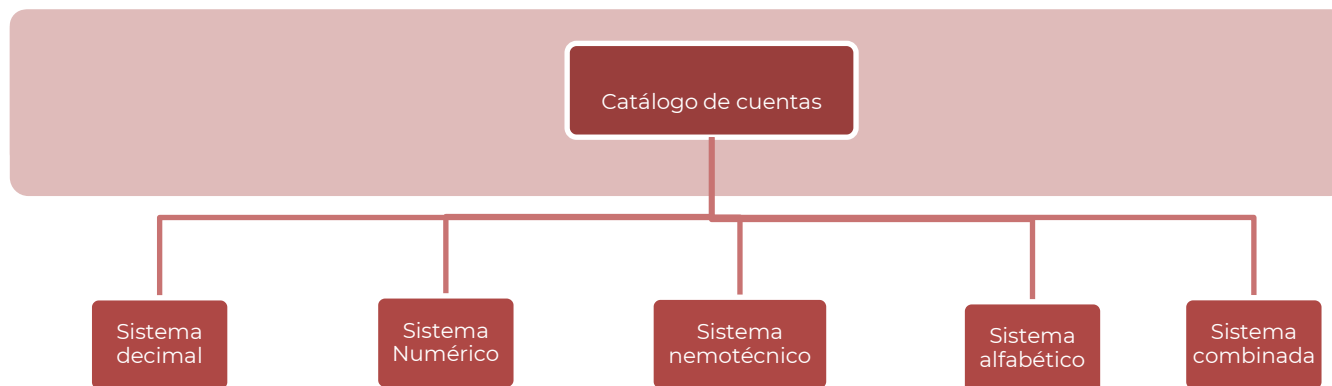 Catálogo de cuentas
Sistema
decimal
Sistema
Numérico
Sistema
nemotécnico
Sistema
alfabético
Sistema
combinada